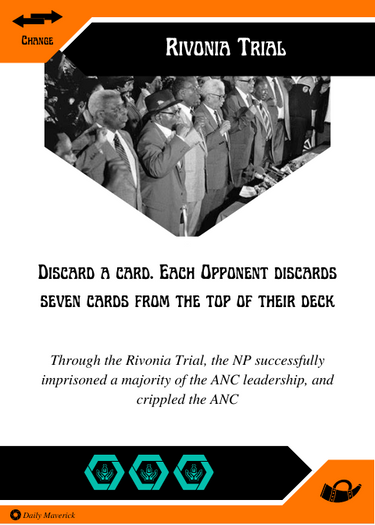 Change
Rivonia Trial
Discard a card. Each Opponent discards
seven cards from the top of their deck
Through the Rivonia Trial, the NP successfully
imprisoned a majority of the ANC leadership, and
crippled the ANC
Daily Maverick